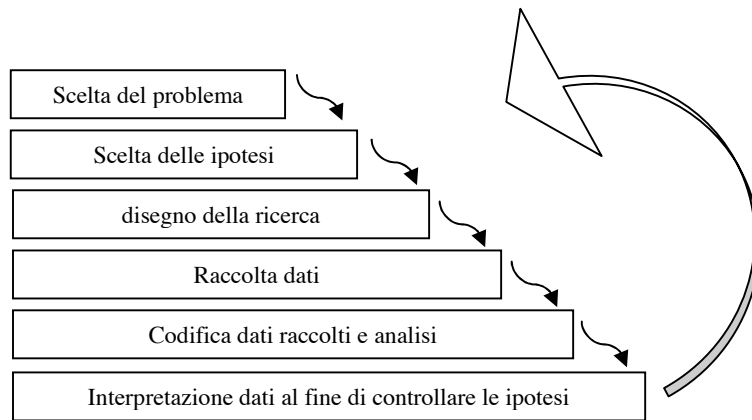 Scelta del problema
Scelta delle ipotesi
disegno della ricerca
Raccolta dati
Codifica dati raccolti e analisi
Interpretazione dati al fine di controllare le ipotesi